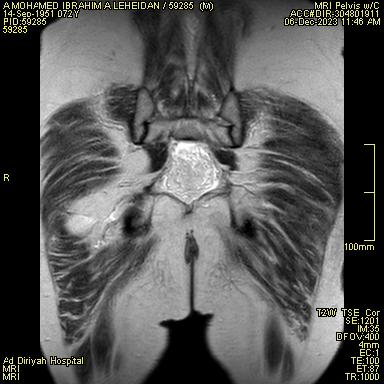 A MOHAMED IBRAHIM A LEHEIDAN / 59285 (M)
14-Sep-1951 072Y
PID:59285
59285
MRI Pelvis w/C
ACC#DIR:304801911
06-Dec-2023 11:46 AM
R
100mm
Ad Diriyah Hospital
MRI
MRI
T2W_TSE_Cor
SE:1201
IM:35
DFOV:400
4mm
EC:1
TE:100
ET:87
TR:1000